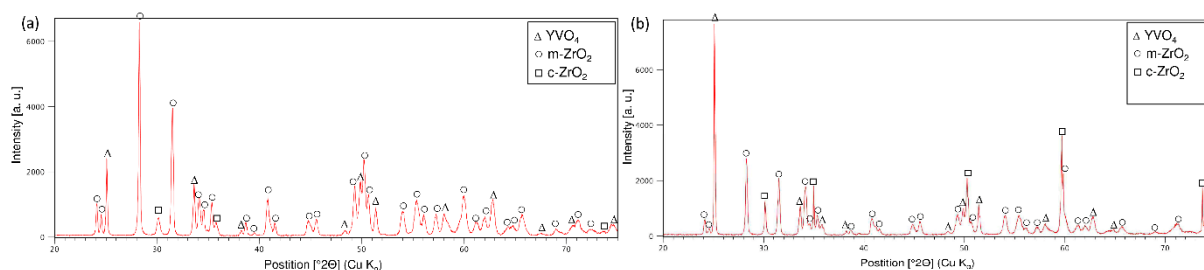 (a)
△ YVO₄
○ m-ZrO₂
□ c-ZrO₂
Intensity [a. u.]
6000
4000
2000
0
20 30 40 50 60 70
Postition [°2Θ] (Cu Kα)
(b)
△ YVO₄
○ m-ZrO₂
□ c-ZrO₂
Intensity [a. u.]
6000
4000
2000
0
20 30 40 50 60 70
Postition [°2Θ] (Cu Kα)